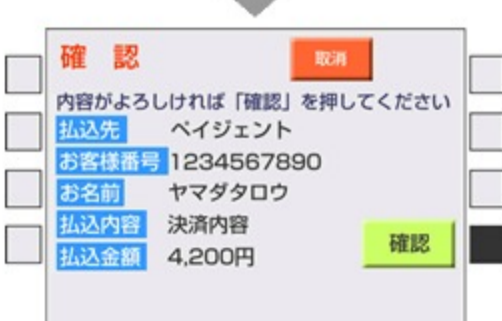 確 認
取消
内容がよろしければ「確認」を押してください
払込先 ペイジェント
お客様番号 1234567890
お名前 ヤマダタロウ
払込内容 決済内容
払込金額 4,200円
確認